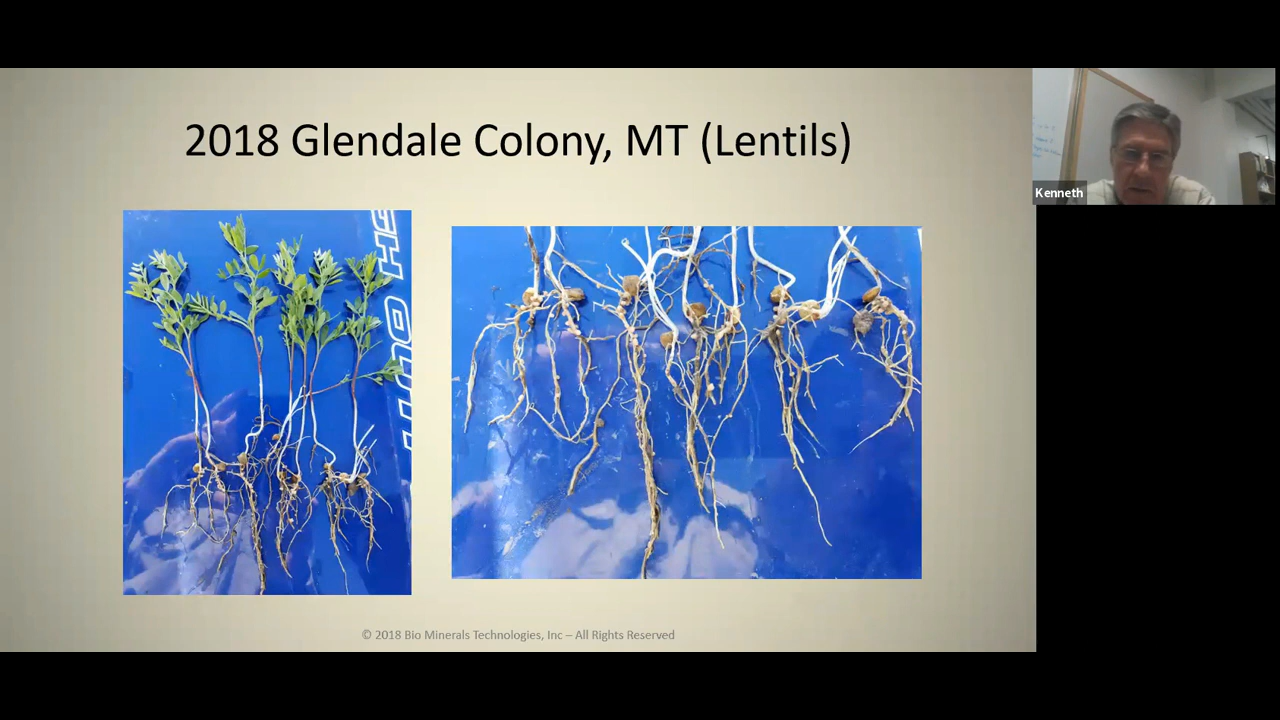 2018 Glendale Colony, MT (Lentils)
Kenneth
© 2018 Bio Minerals Technologies, Inc – All Rights Reserved